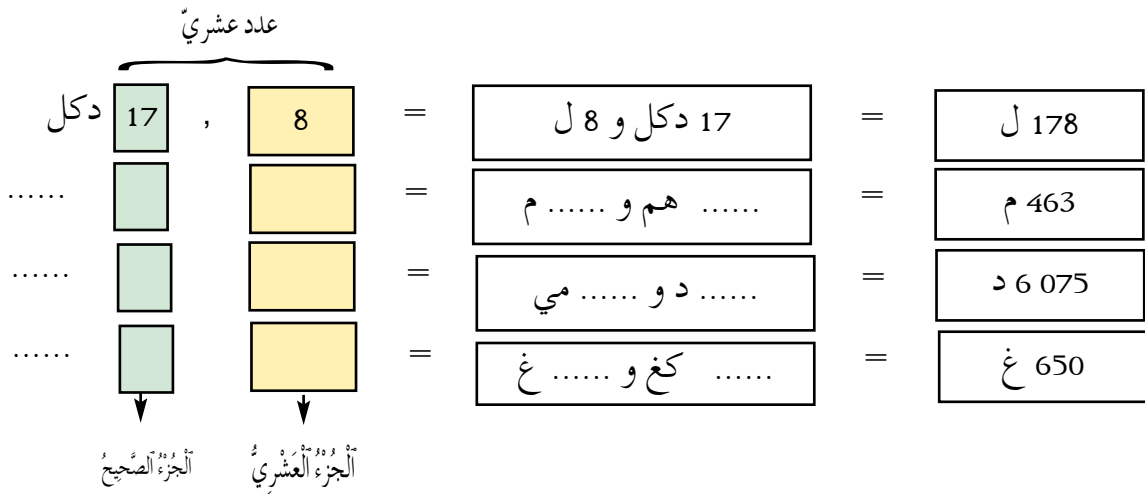 عدد عشريّ
178 ل = 17 دكل و 8 ل = 8 , 17 دكل
463 م = ...... هم و ...... م = ......
6 075 د = ...... د و ...... مي = ......
650 غ = ...... كغ و ...... غ = ......
ٱلْجُزْءُ ٱلْعَشْرِيُّ ٱلْجُزْءُ ٱلصَّحِيحُ